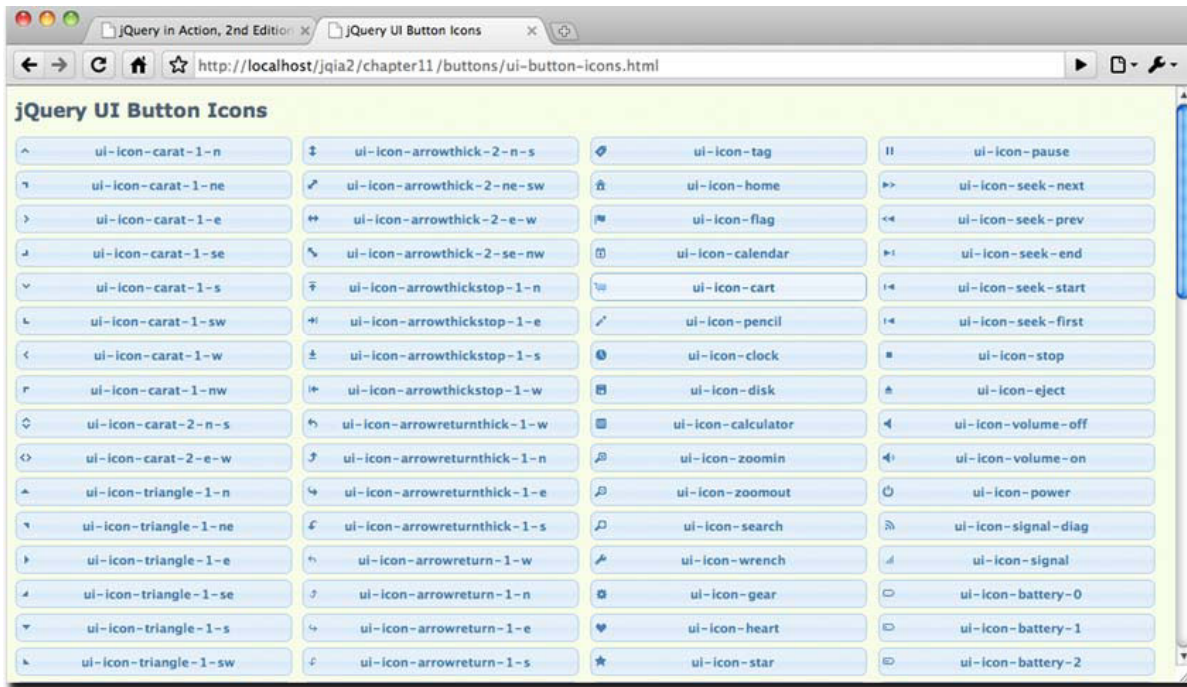 jQuery in Action, 2nd Edition
jQuery UI Button Icons
http://localhost/jqia2/chapter11/buttons/ui-button-icons.html
jQuery UI Button Icons
ui-icon-carat-1-n ui-icon-arrowthick-2-n-s ui-icon-tag ui-icon-pause
ui-icon-carat-1-ne ui-icon-arrowthick-2-ne-sw ui-icon-home ui-icon-seek-next
ui-icon-carat-1-e ui-icon-arrowthick-2-e-w ui-icon-flag ui-icon-seek-prev
ui-icon-carat-1-se ui-icon-arrowthick-2-se-nw ui-icon-calendar ui-icon-seek-end
ui-icon-carat-1-s ui-icon-arrowthickstop-1-n ui-icon-cart ui-icon-seek-start
ui-icon-carat-1-sw ui-icon-arrowthickstop-1-e ui-icon-pencil ui-icon-seek-first
ui-icon-carat-1-w ui-icon-arrowthickstop-1-s ui-icon-clock ui-icon-stop
ui-icon-carat-1-nw ui-icon-arrowthickstop-1-w ui-icon-disk ui-icon-eject
ui-icon-carat-2-n-s ui-icon-arrowreturnthick-1-w ui-icon-calculator ui-icon-volume-off
ui-icon-carat-2-e-w ui-icon-arrowreturnthick-1-n ui-icon-zoomin ui-icon-volume-on
ui-icon-triangle-1-n ui-icon-arrowreturnthick-1-e ui-icon-zoomout ui-icon-power
ui-icon-triangle-1-ne ui-icon-arrowreturnthick-1-s ui-icon-search ui-icon-signal-diag
ui-icon-triangle-1-e ui-icon-arrowreturn-1-w ui-icon-wrench ui-icon-signal
ui-icon-triangle-1-se ui-icon-arrowreturn-1-n ui-icon-gear ui-icon-battery-0
ui-icon-triangle-1-s ui-icon-arrowreturn-1-e ui-icon-heart ui-icon-battery-1
ui-icon-triangle-1-sw ui-icon-arrowreturn-1-s ui-icon-star ui-icon-battery-2